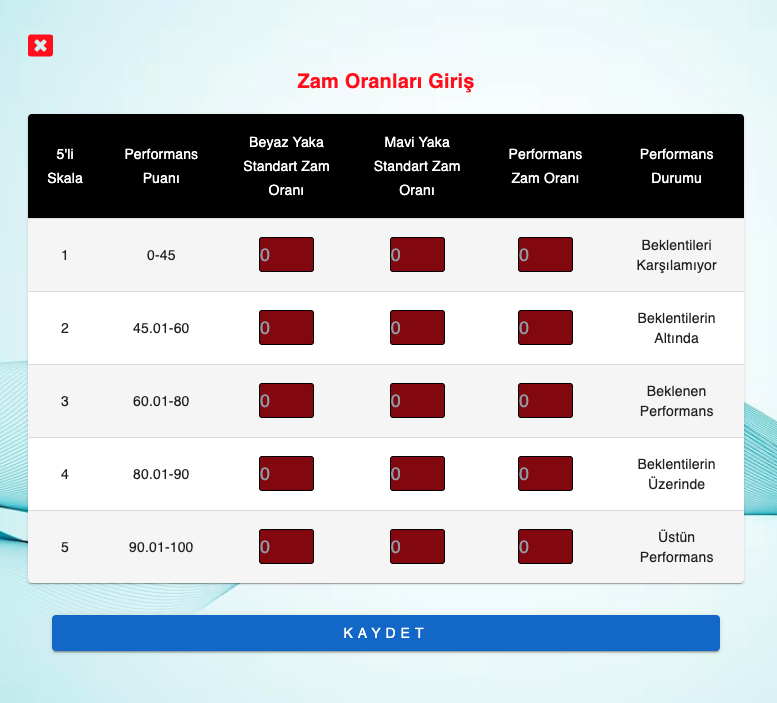 Zam Oranları Giriş
5'li Skala
Performans Puanı
Beyaz Yaka Standart Zam Oranı
Mavi Yaka Standart Zam Oranı
Performans Zam Oranı
Performans Durumu
1 0-45 0 0 0 Beklentileri Karşılamıyor
2 45.01-60 0 0 0 Beklentilerin Altında
3 60.01-80 0 0 0 Beklenen Performans
4 80.01-90 0 0 0 Beklentilerin Üzerinde
5 90.01-100 0 0 0 Üstün Performans
KAYDET